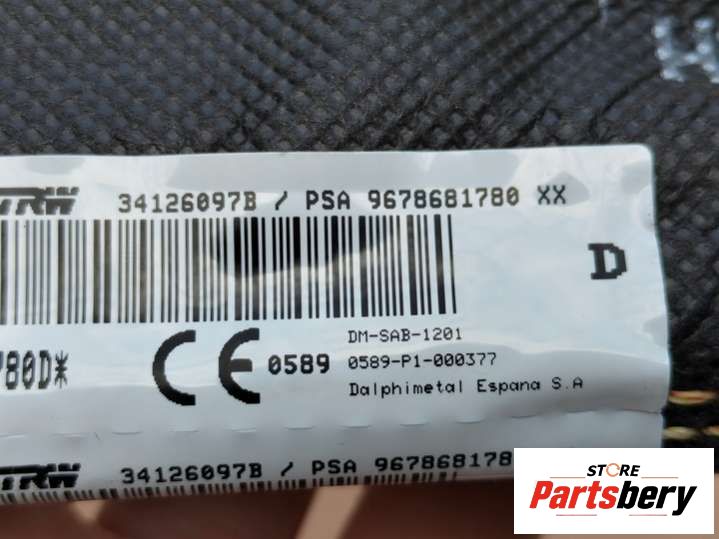 TRW 34126097B / PSA 9678681780 XX
D
DM-SAB-1201
CE 0589 0589-P1-000377
780D*
Dalphimetal Espana S.A
TRW 34126097B / PSA 967868178
STORE
Partsbery